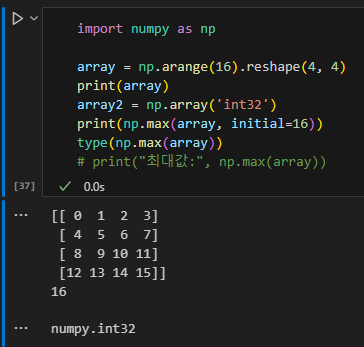 import numpy as np
array = np.arange(16).reshape(4, 4)
print(array)
array2 = np.array('int32')
print(np.max(array, initial=16))
type(np.max(array))
# print("최대값:", np.max(array))
[37]
✓ 0.0s
... [[ 0  1  2  3]
 [ 4  5  6  7]
 [ 8  9 10 11]
 [12 13 14 15]]
16
... numpy.int32